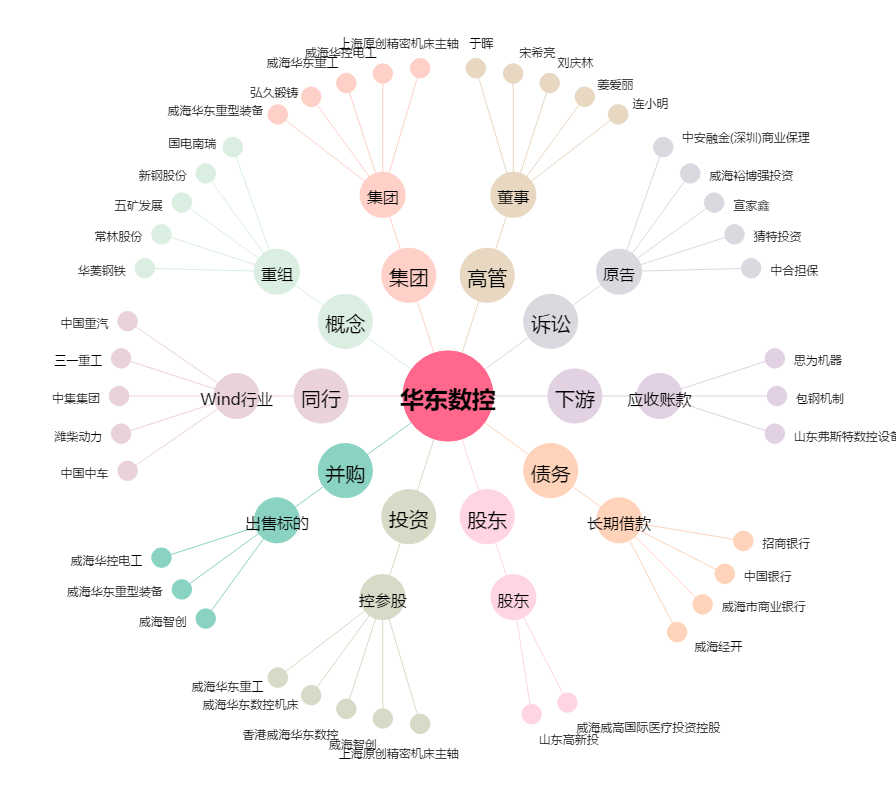 上海原创精密机床主轴
于晖
威海华控电工
宋希亮
威海华东重工
刘庆林
弘久锻铸
姜爱丽
威海华东重型装备
连小明
国电南瑞
中安融金(深圳)商业保理
新钢股份
威海裕博强投资
集团
董事
五矿发展
宣家鑫
常林股份
猜特投资
华菱钢铁
重组
集团
高管
原告
中合担保
中国重汽
概念
诉讼
三一重工
思为机器
中集集团
Wind行业
同行
华东数控
下游
应收账款
包钢机制
潍柴动力
山东弗斯特数控设备
中国中车
并购
债务
出售标的
投资
股东
长期借款
招商银行
威海华控电工
中国银行
威海华东重型装备
控参股
股东
威海市商业银行
威海智创
威海经开
威海华东重工
威海华东数控机床
威海威高国际医疗投资控股
香港威海华东数控
山东高新投
威海智创
上海原创精密机床主轴